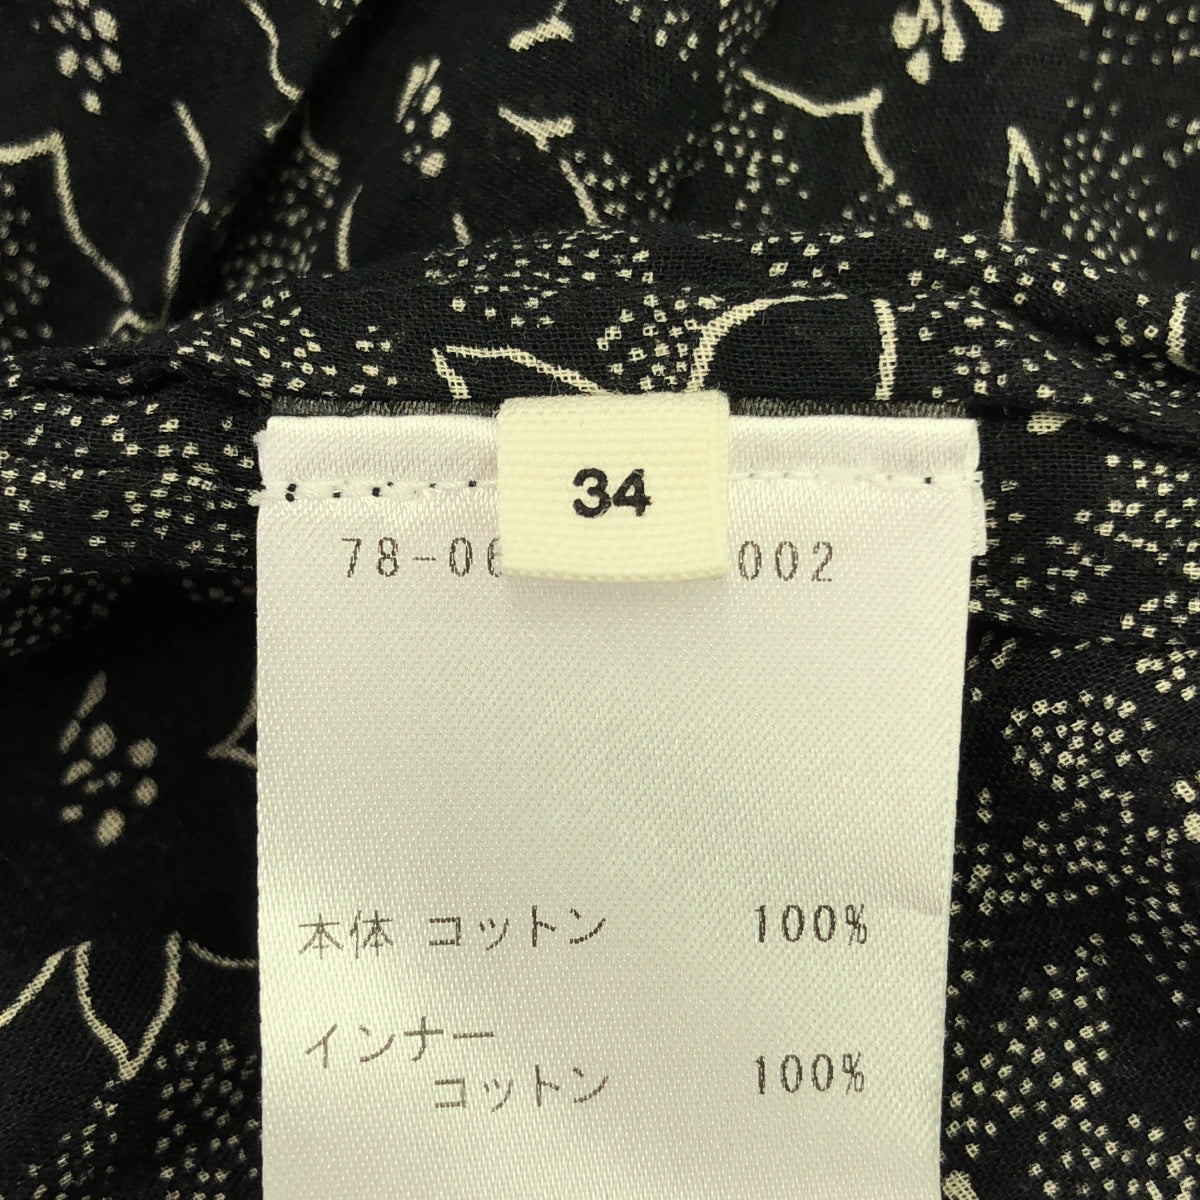 34
78-06 002
本体 コットン 100%
インナー
コットン 100%